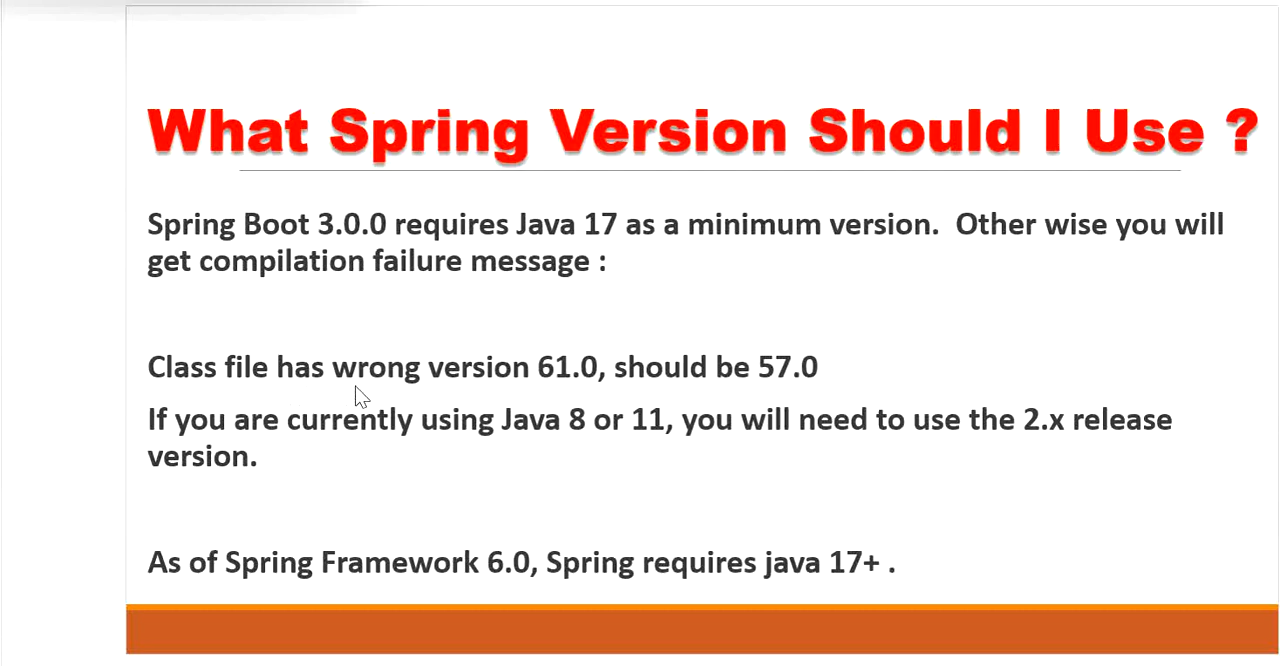 What Spring Version Should I Use ?
Spring Boot 3.0.0 requires Java 17 as a minimum version.  Other wise you will
get compilation failure message :
Class file has wrong version 61.0, should be 57.0
If you are currently using Java 8 or 11, you will need to use the 2.x release
version.
As of Spring Framework 6.0, Spring requires java 17+ .